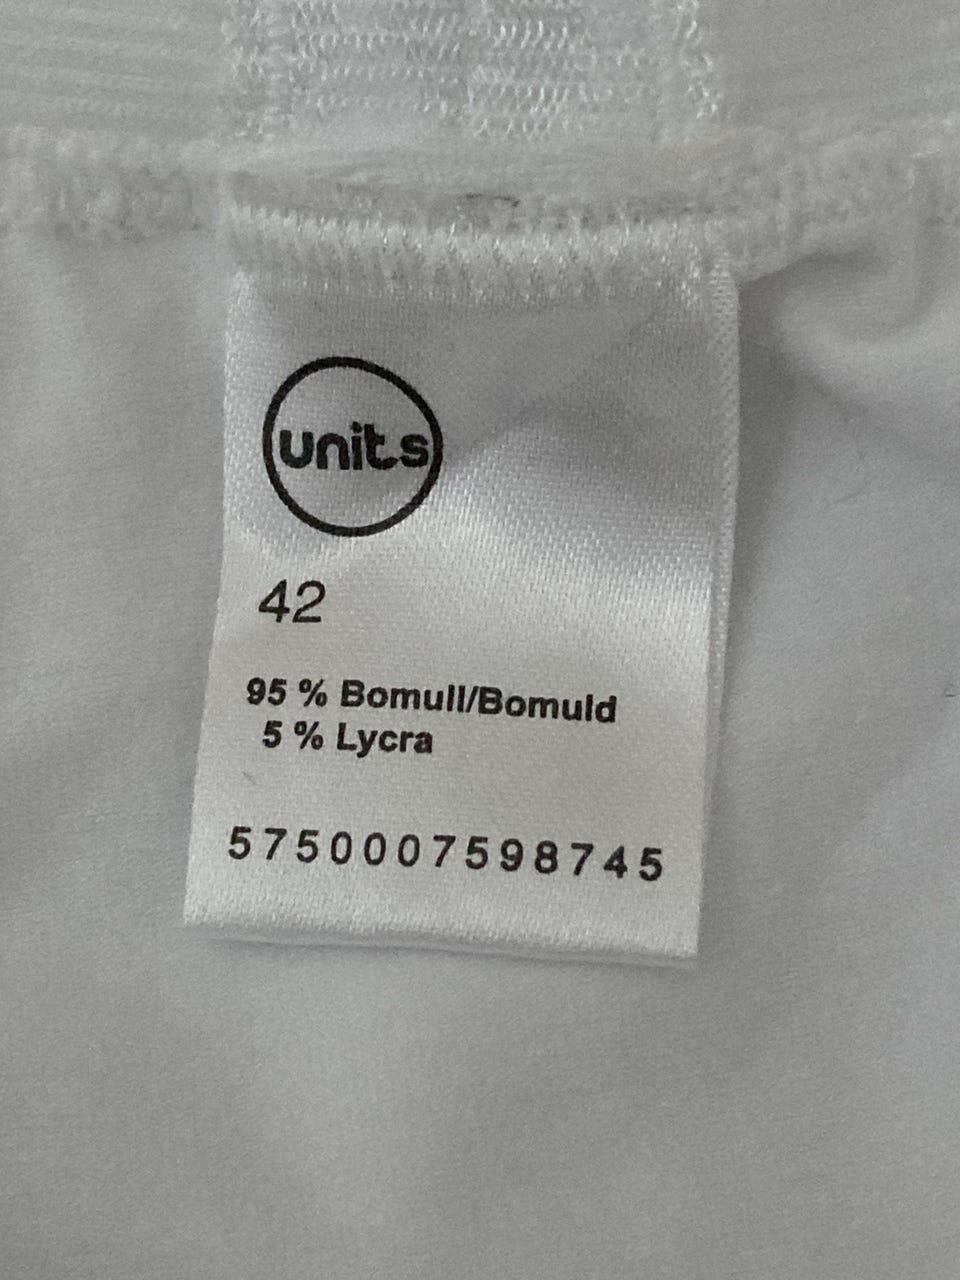 units
42
95 % Bomull/Bomuld
5 % Lycra
5750007598745